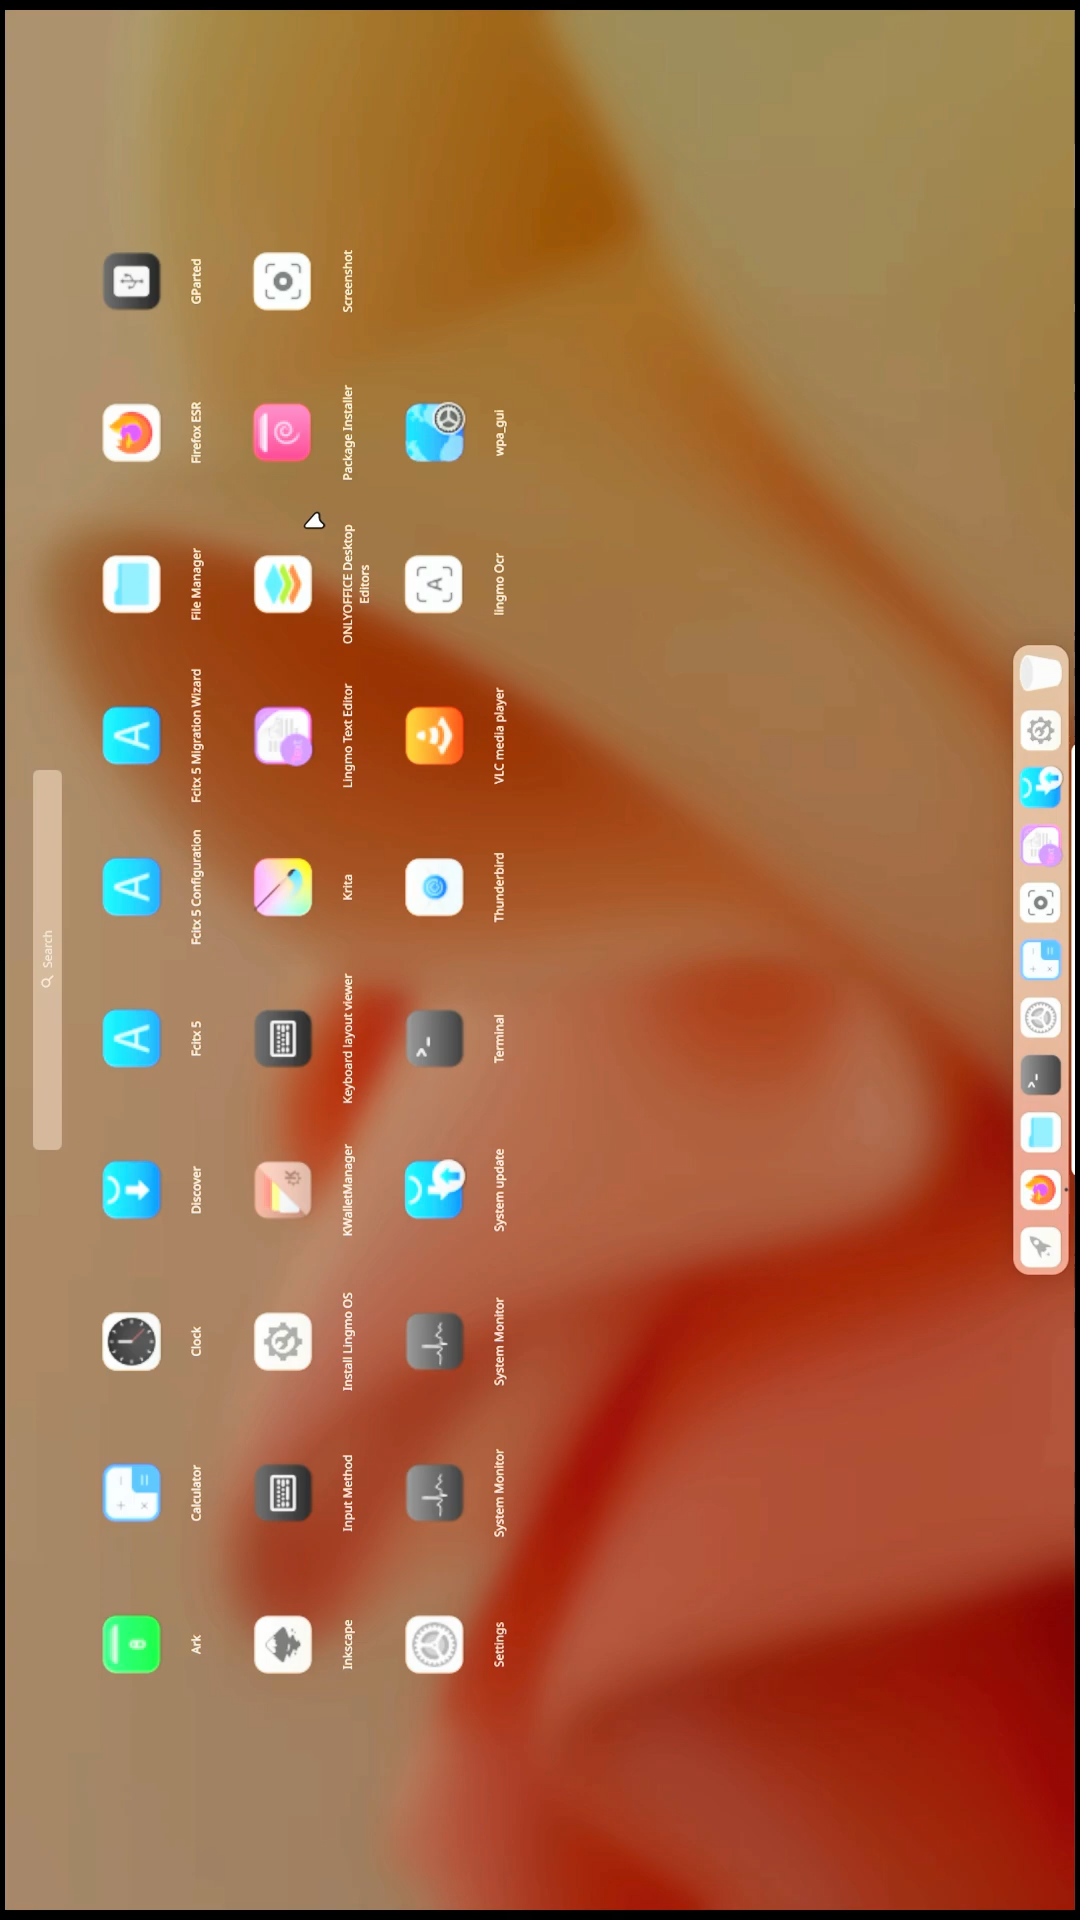 Search
Ark
Calculator
Clock
Discover
Fcitx 5
Fcitx 5 Configuration
Fcitx 5 Migration Wizard
File Manager
Firefox ESR
GParted
Inkscape
Input Method
Install Lingmo OS
KWalletManager
Keyboard layout viewer
Krita
Lingmo Text Editor
ONLYOFFICE Desktop
Editors
Package Installer
Screenshot
Settings
System Monitor
System Monitor
System update
Terminal
Thunderbird
VLC media player
lingmo Ocr
wpa_gui